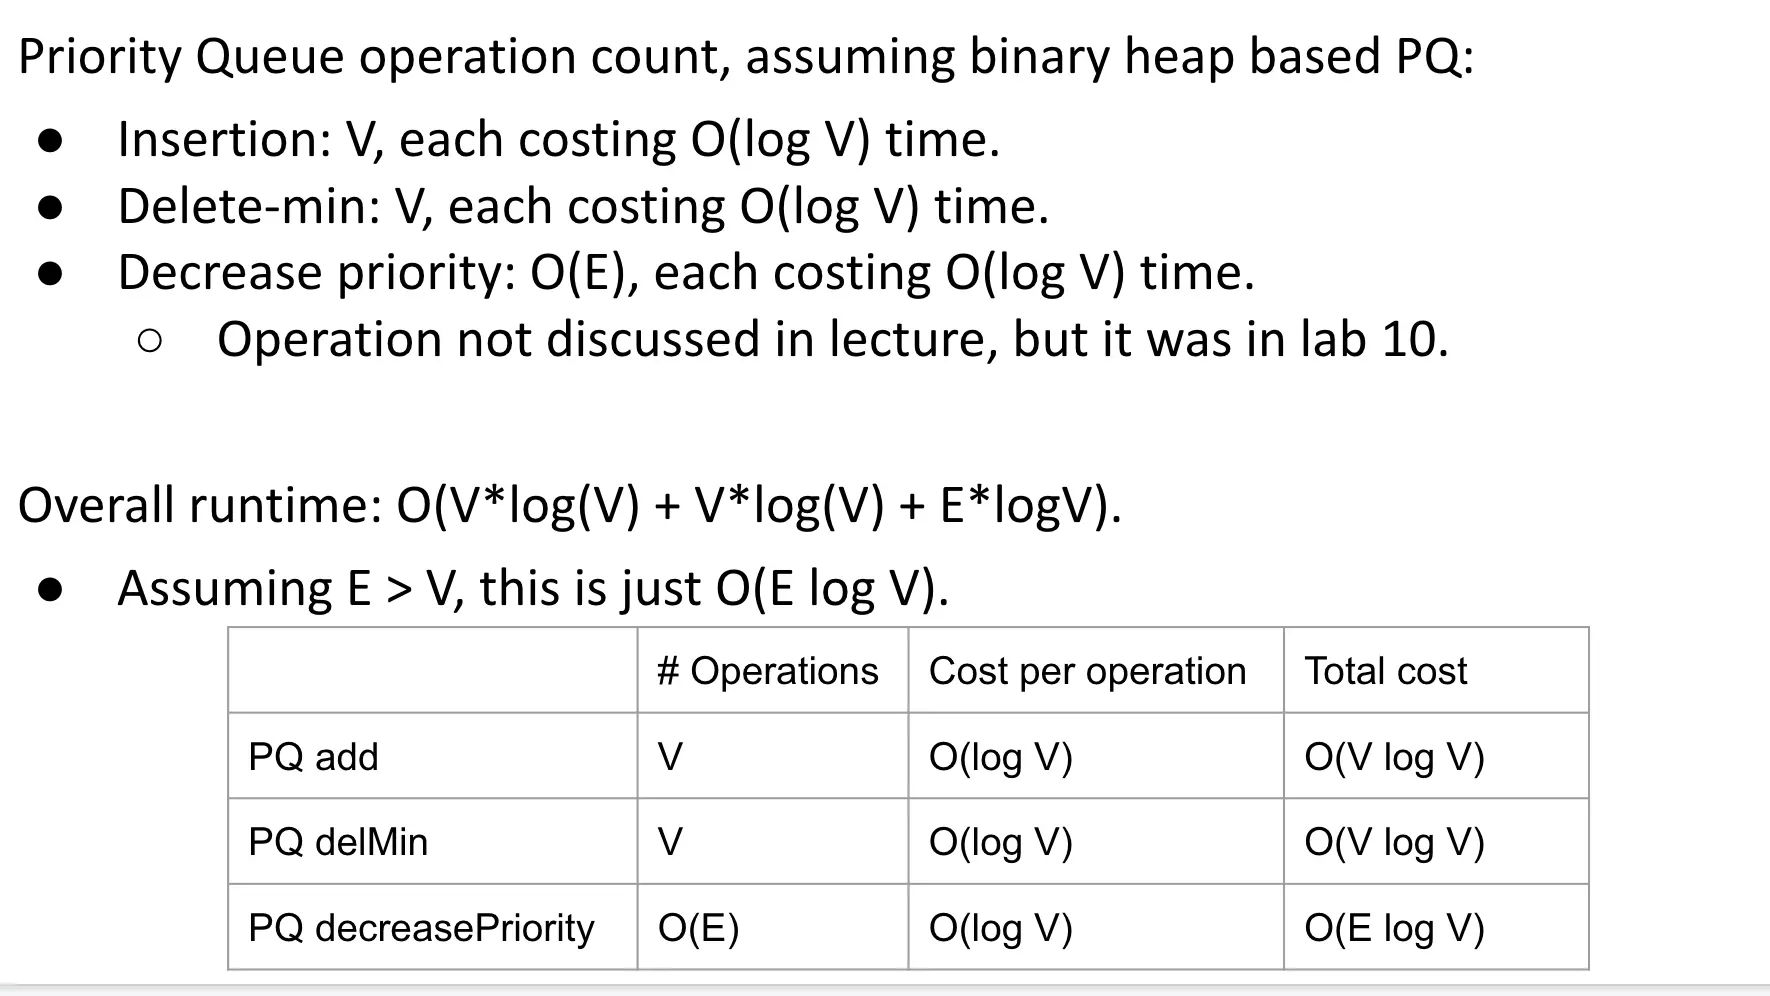 Priority Queue operation count, assuming binary heap based PQ:
● Insertion: V, each costing O(log V) time.
● Delete-min: V, each costing O(log V) time.
● Decrease priority: O(E), each costing O(log V) time.
○ Operation not discussed in lecture, but it was in lab 10.
Overall runtime: O(V*log(V) + V*log(V) + E*logV).
● Assuming E > V, this is just O(E log V).
# Operations Cost per operation Total cost
PQ add V O(log V) O(V log V)
PQ delMin V O(log V) O(V log V)
PQ decreasePriority O(E) O(log V) O(E log V)